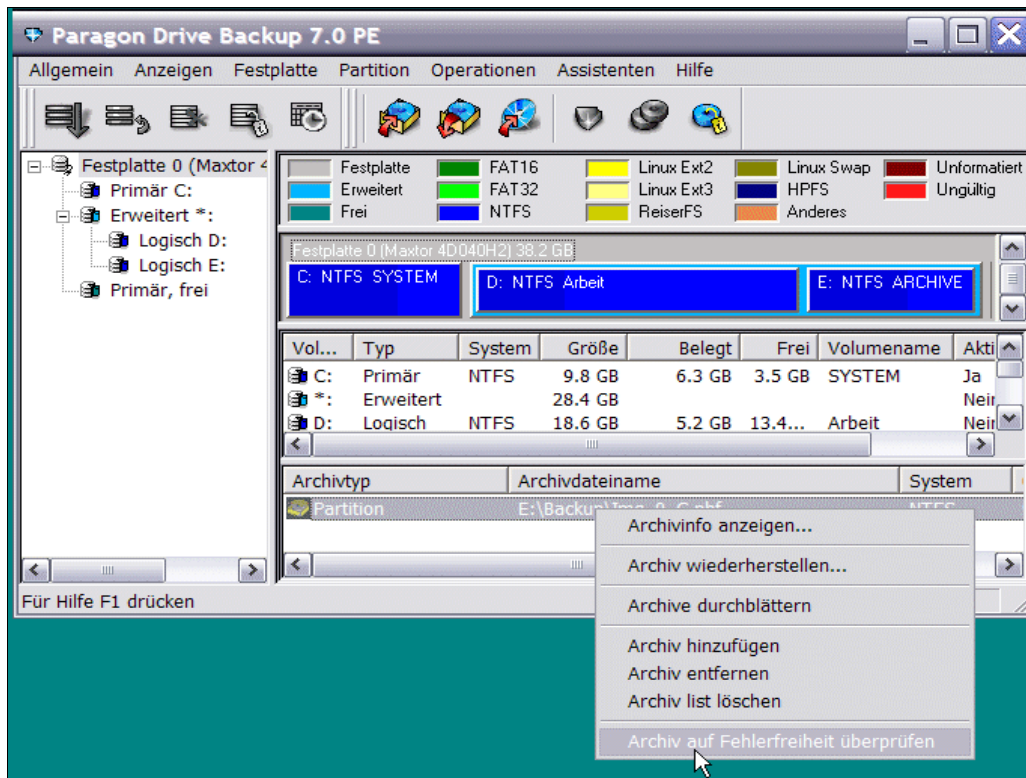 Paragon Drive Backup 7.0 PE
Allgemein Anzeigen Festplatte Partition Operationen Assistenten Hilfe
Festplatte 0 (Maxtor 4
Primär C:
Erweitert *:
Logisch D:
Logisch E:
Primär, frei
Festplatte FAT16 Linux Ext2 Linux Swap Unformatiert
Erweitert FAT32 Linux Ext3 HPFS Ungültig
Frei NTFS ReiserFS Anderes
Festplatte 0 (Maxtor 4D040H2) 38.2 GB
C: NTFS SYSTEM D: NTFS Arbeit E: NTFS ARCHIVE
Vol... Typ System Größe Belegt Frei Volumename Akti
C: Primär NTFS 9.8 GB 6.3 GB 3.5 GB SYSTEM Ja
*: Erweitert 28.4 GB Nein
D: Logisch NTFS 18.6 GB 5.2 GB 13.4... Arbeit Nein
Archivtyp Archivdateiname System
Partition E:\Backup\Img_0_C.pbf NTFS
Archivinfo anzeigen...
Archiv wiederherstellen...
Archive durchblättern
Archiv hinzufügen
Archiv entfernen
Archiv list löschen
Archiv auf Fehlerfreiheit überprüfen
Für Hilfe F1 drücken